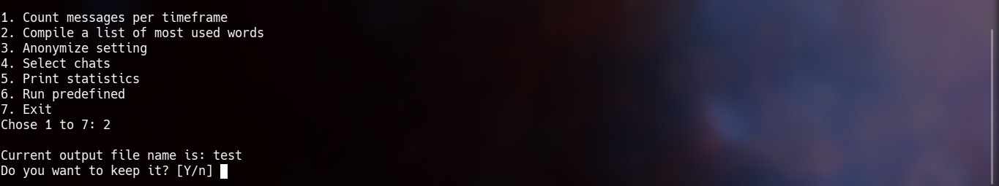 1. Count messages per timeframe
2. Compile a list of most used words
3. Anonymize setting
4. Select chats
5. Print statistics
6. Run predefined
7. Exit
Chose 1 to 7: 2
Current output file name is: test
Do you want to keep it? [Y/n]